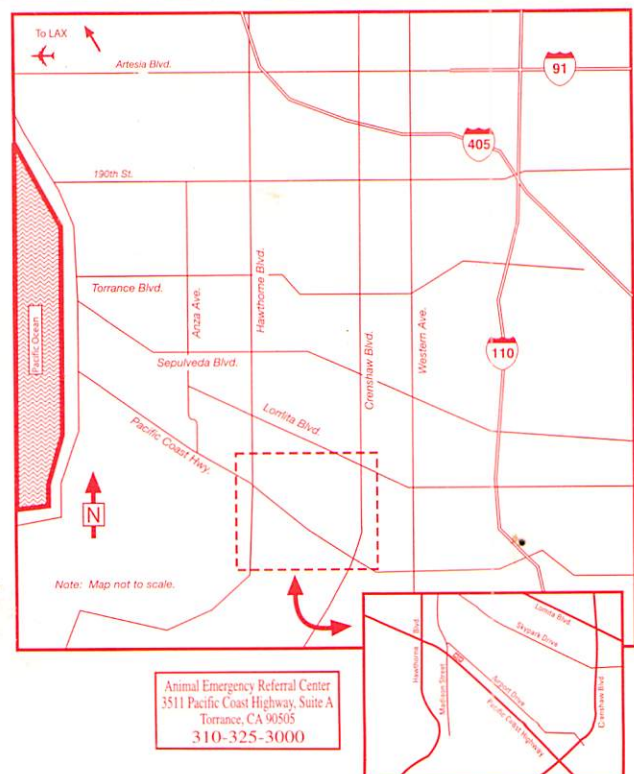 To LAX
Artesia Blvd.
91
405
190th St.
Hawthorne Blvd.
Anza Ave.
Torrance Blvd.
Crenshaw Blvd.
Western Ave.
Pacific Ocean
Sepulveda Blvd.
110
Lomita Blvd.
Pacific Coast Hwy.
N
Note: Map not to scale.
Lomita Blvd.
Skypark Drive
Hawthorne Blvd.
Madison Street
Airport Drive
Pacific Coast Highway
Crenshaw Blvd.
Animal Emergency Referral Center
3511 Pacific Coast Highway, Suite A
Torrance, CA 90505
310-325-3000